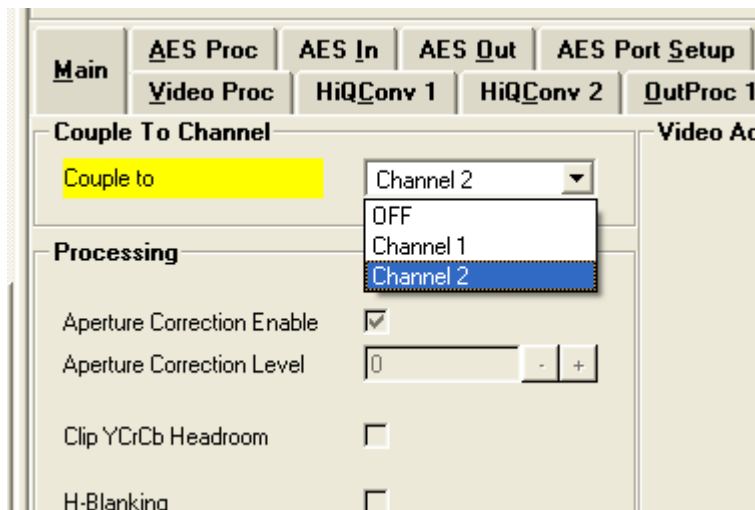 Main
AES Proc
AES In
AES Out
AES Port Setup
Video Proc
HiQConv 1
HiQConv 2
OutProc 1
Couple To Channel
Video Ad
Couple to
Channel 2
OFF
Channel 1
Channel 2
Processing
Aperture Correction Enable
Aperture Correction Level
0
- +
Clip YCrCb Headroom
H-Blanking